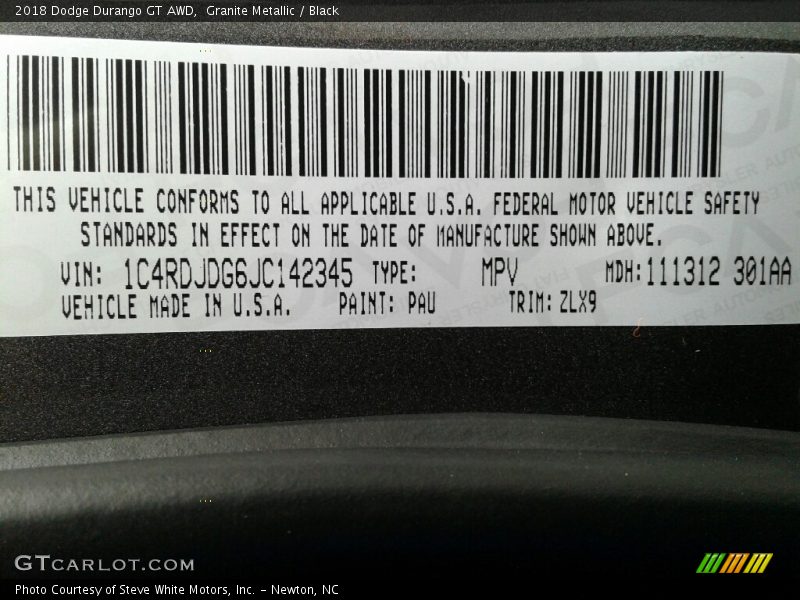 2018 Dodge Durango GT AWD, Granite Metallic / Black
THIS VEHICLE CONFORMS TO ALL APPLICABLE U.S.A. FEDERAL MOTOR VEHICLE SAFETY
STANDARDS IN EFFECT ON THE DATE OF MANUFACTURE SHOWN ABOVE.
VIN: 1C4RDJDG6JC142345 TYPE: MPV MDH: 111312 301AA
VEHICLE MADE IN U.S.A. PAINT: PAU TRIM: ZLX9
GTCARLOT.COM
Photo Courtesy of Steve White Motors, Inc. – Newton, NC